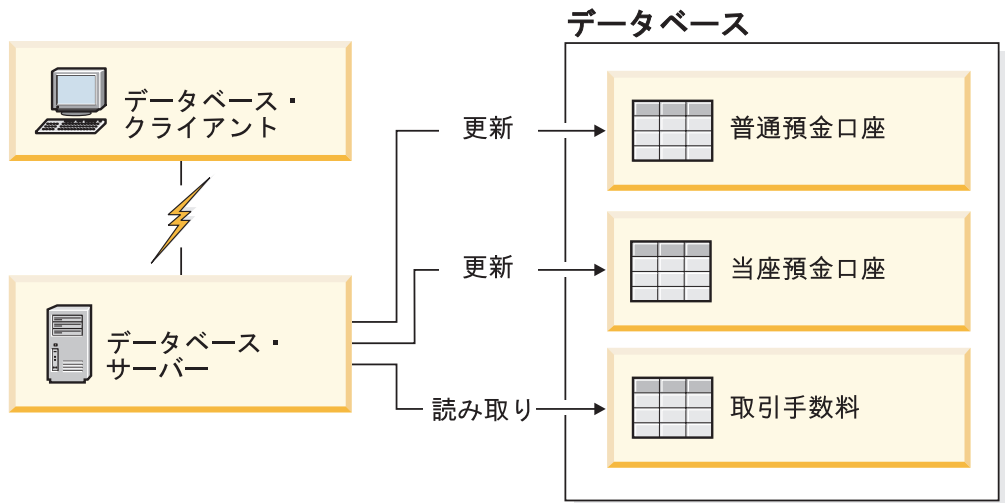 データベース
データベース・
クライアント
更新
普通預金口座
更新
当座預金口座
データベース・
サーバー
読み取り
取引手数料